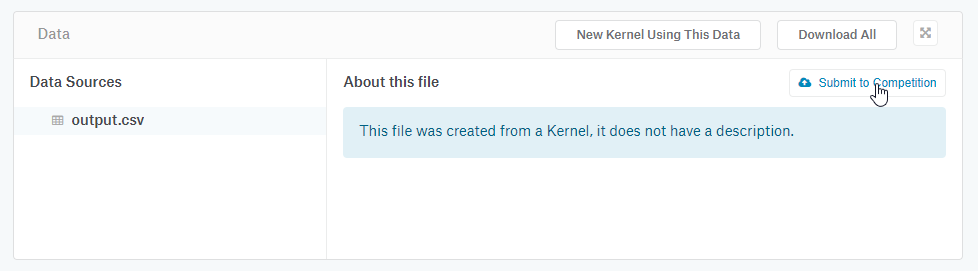 Data
New Kernel Using This Data
Download All
Data Sources
About this file
Submit to Competition
output.csv
This file was created from a Kernel, it does not have a description.